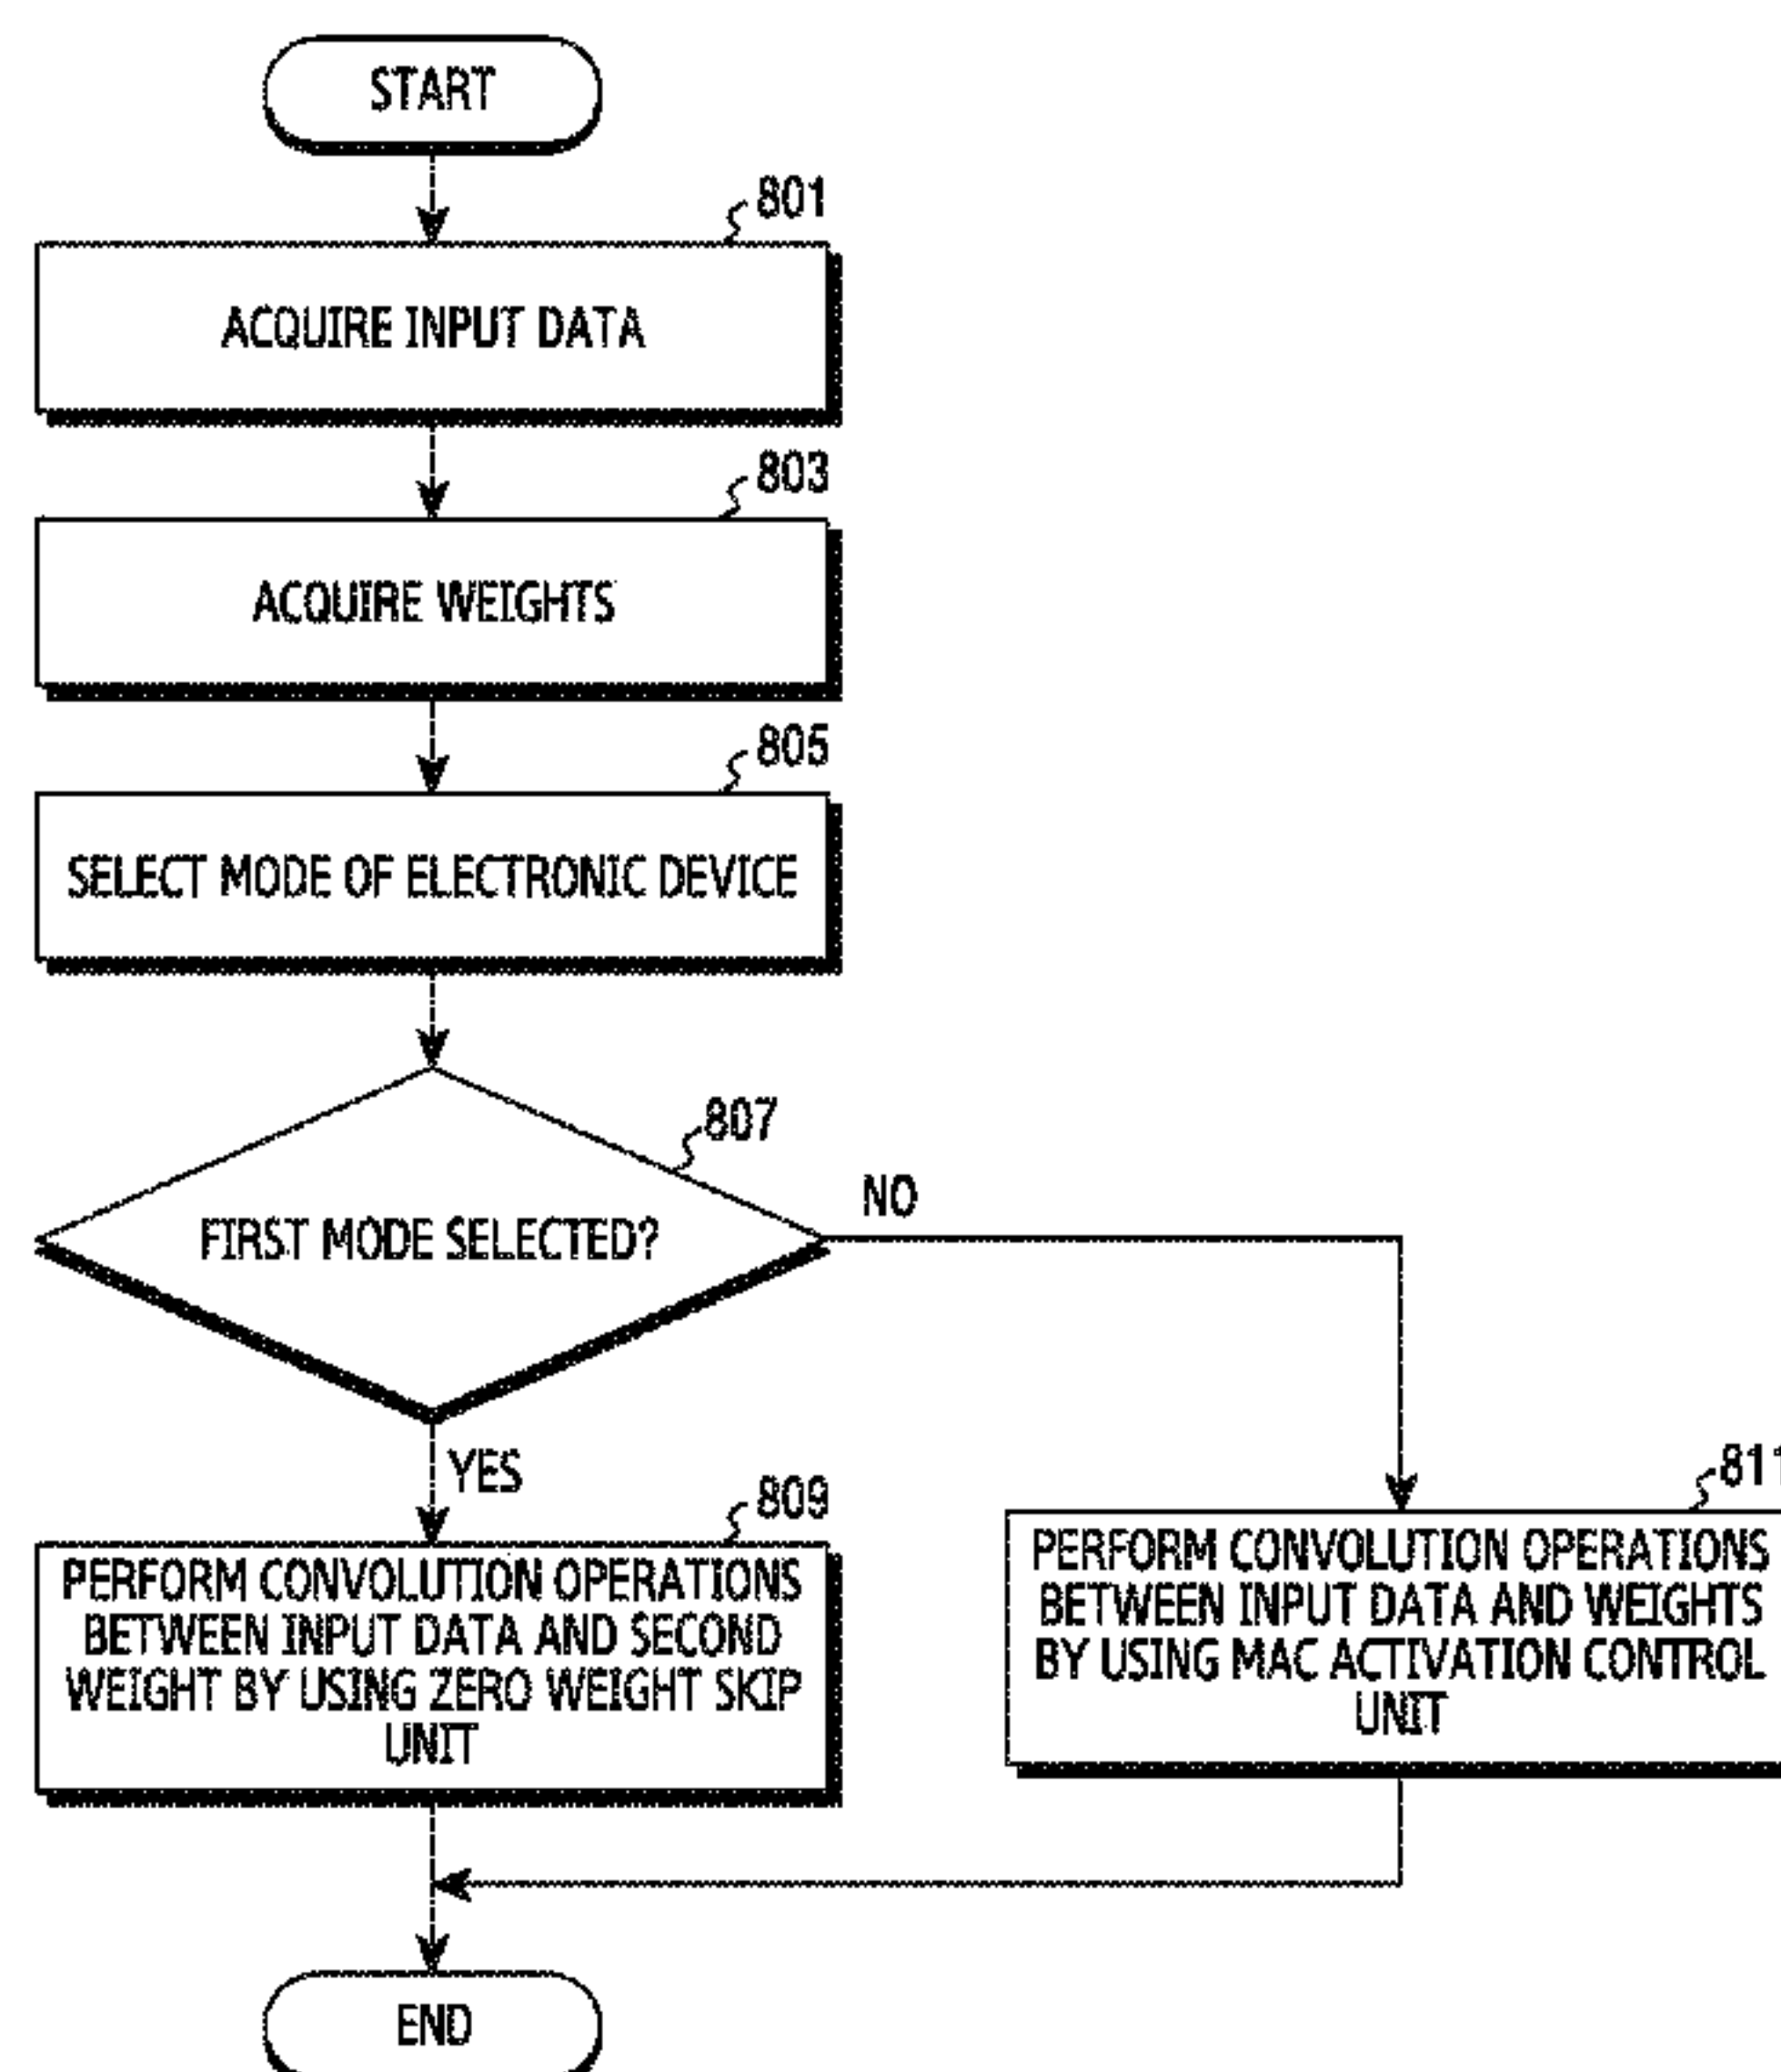 START
801
ACQUIRE INPUT DATA
803
ACQUIRE WEIGHTS
805
SELECT MODE OF ELECTRONIC DEVICE
807
FIRST MODE SELECTED?
NO
YES
809
PERFORM CONVOLUTION OPERATIONS
BETWEEN INPUT DATA AND SECOND
WEIGHT BY USING ZERO WEIGHT SKIP
UNIT
811
PERFORM CONVOLUTION OPERATIONS
BETWEEN INPUT DATA AND WEIGHTS
BY USING MAC ACTIVATION CONTROL
UNIT
END